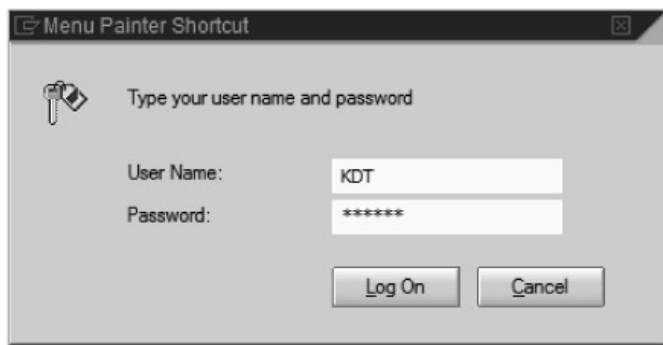 Menu Painter Shortcut
Type your user name and password
User Name: KDT
Password: ******
Log On Cancel